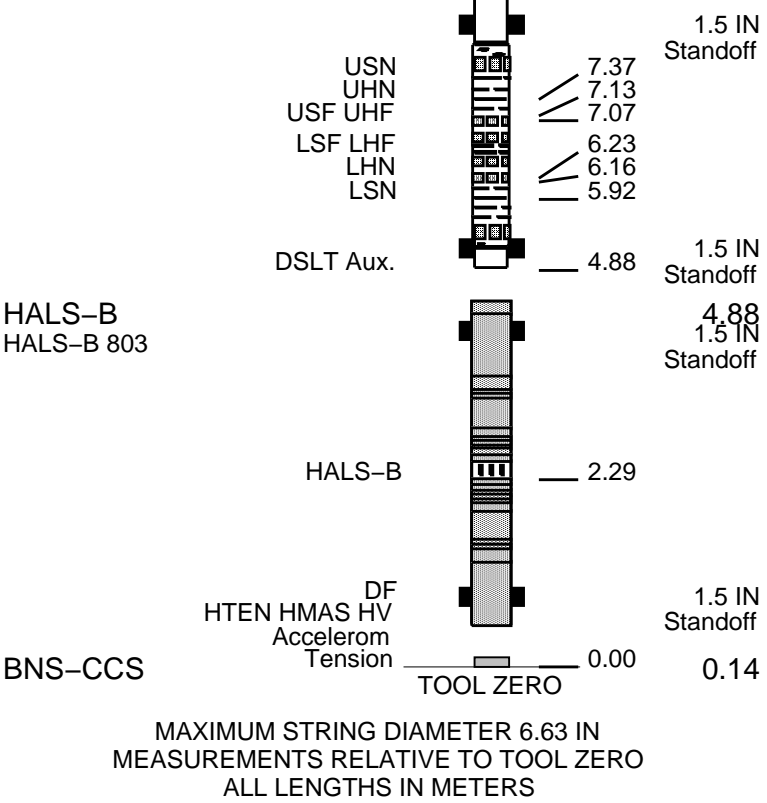 1.5 IN
Standoff
USN 7.37
UHN 7.13
USF UHF 7.07
LSF LHF 6.23
LHN 6.16
LSN 5.92
1.5 IN
DSLT Aux. 4.88
Standoff
HALS−B 4.88
HALS−B 803 1.5 IN
Standoff
HALS−B 2.29
DF
1.5 IN
HTEN HMAS HV
Standoff
Accelerom
Tension 0.00
BNS−CCS 0.14
TOOL ZERO
MAXIMUM STRING DIAMETER 6.63 IN
MEASUREMENTS RELATIVE TO TOOL ZERO
ALL LENGTHS IN METERS